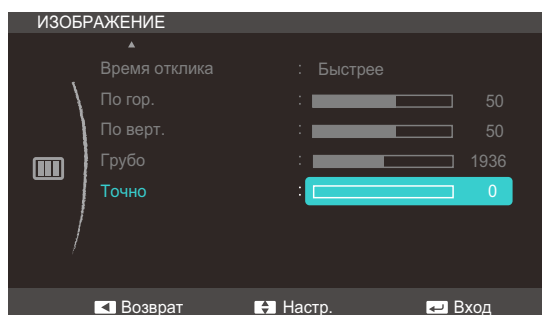 ИЗОБРАЖЕНИЕ
Время отклика : Быстрее
По гор. : 50
По верт. : 50
Грубо : 1936
Точно : 0
Возврат Настр. Вход